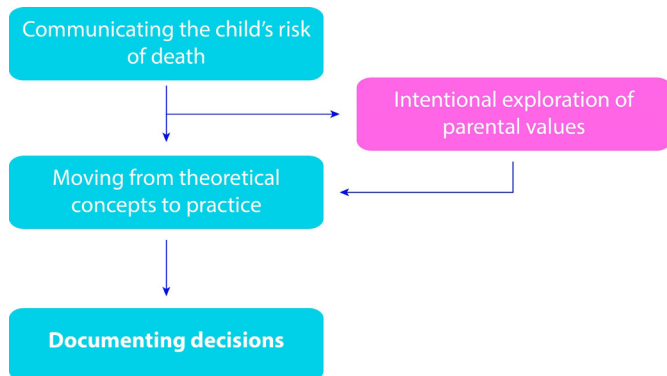 Communicating the child’s risk
of death
Intentional exploration of
parental values
Moving from theoretical
concepts to practice
Documenting decisions